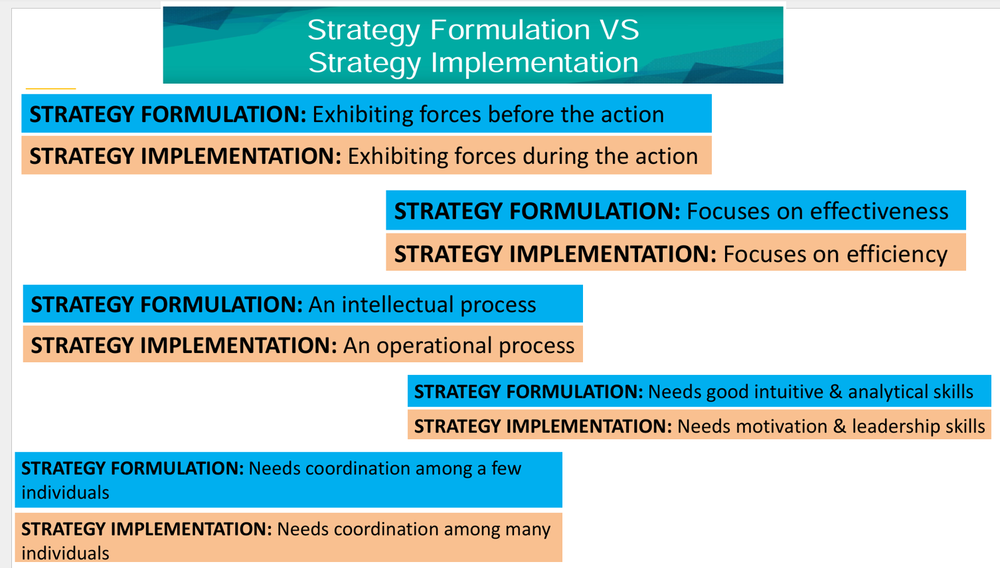 Strategy Formulation VS
Strategy Implementation
STRATEGY FORMULATION: Exhibiting forces before the action
STRATEGY IMPLEMENTATION: Exhibiting forces during the action
STRATEGY FORMULATION: Focuses on effectiveness
STRATEGY IMPLEMENTATION: Focuses on efficiency
STRATEGY FORMULATION: An intellectual process
STRATEGY IMPLEMENTATION: An operational process
STRATEGY FORMULATION: Needs good intuitive & analytical skills
STRATEGY IMPLEMENTATION: Needs motivation & leadership skills
STRATEGY FORMULATION: Needs coordination among a few
individuals
STRATEGY IMPLEMENTATION: Needs coordination among many
individuals